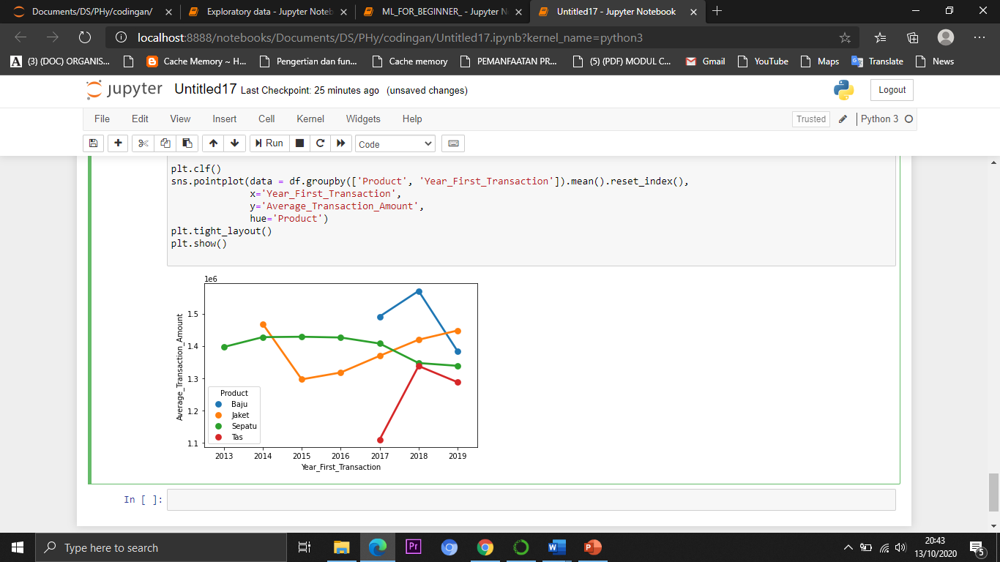 Documents/DS/PHy/codingan/
Exploratory data - Jupyter Noteb
ML_FOR_BEGINNER_ - Jupyter N
Untitled17 - Jupyter Notebook
localhost:8888/notebooks/Documents/DS/PHy/codingan/Untitled17.ipynb?kernel_name=python3
A (3) (DOC) ORGANIS... Cache Memory ~ H... Pengertian dan fun... Cache memory PEMANFAATAN PR... (5) (PDF) MODUL C... Gmail YouTube Maps Translate News
jupyter Untitled17 Last Checkpoint: 25 minutes ago (unsaved changes) Logout
File Edit View Insert Cell Kernel Widgets Help Trusted Python 3
Run Code
plt.clf()
sns.pointplot(data = df.groupby(['Product', 'Year_First_Transaction']).mean().reset_index(),
x='Year_First_Transaction',
y='Average_Transaction_Amount',
hue='Product')
plt.tight_layout()
plt.show()
1e6
1.5
1.4
1.3
1.2
1.1
Average_Transaction_Amount
Product
Baju
Jaket
Sepatu
Tas
2013 2014 2015 2016 2017 2018 2019
Year_First_Transaction
In [ ]:
Type here to search
Pr
W
P
20:43
13/10/2020
5